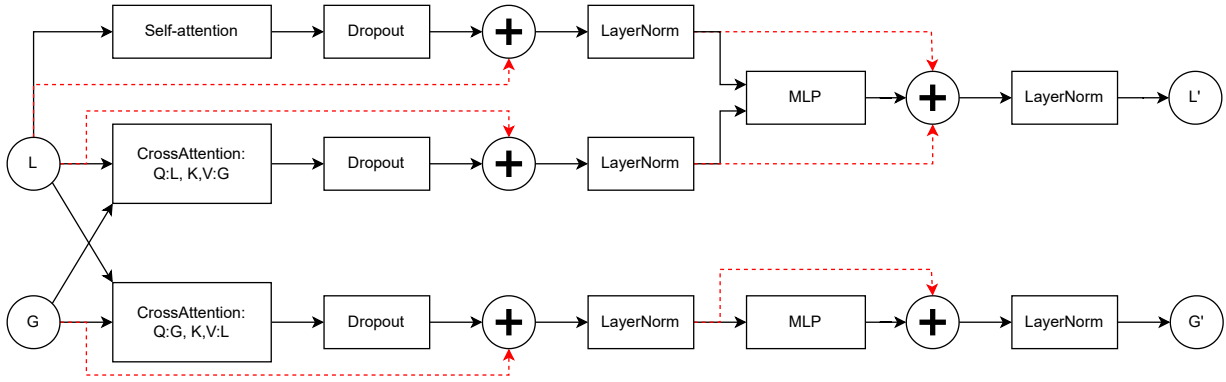 Self-attention
Dropout
LayerNorm
MLP
LayerNorm
L'
L
CrossAttention:
Q:L, K,V:G
Dropout
LayerNorm
G
CrossAttention:
Q:G, K,V:L
Dropout
LayerNorm
MLP
LayerNorm
G'